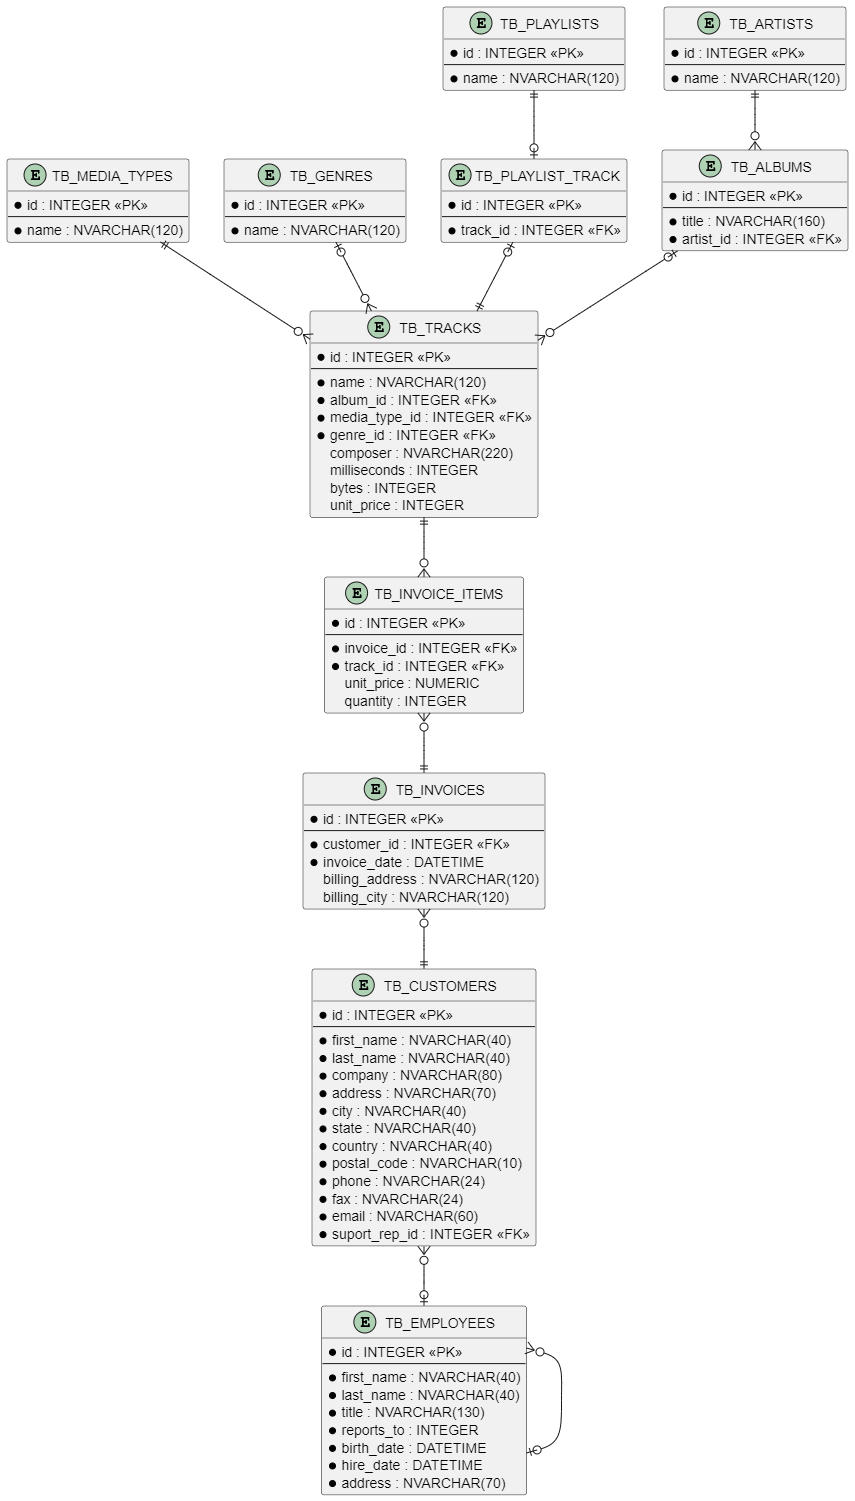 E TB_PLAYLISTS
id : INTEGER «PK»
name : NVARCHAR(120)
E TB_ARTISTS
id : INTEGER «PK»
name : NVARCHAR(120)
E TB_MEDIA_TYPES
id : INTEGER «PK»
name : NVARCHAR(120)
E TB_GENRES
id : INTEGER «PK»
name : NVARCHAR(120)
E TB_PLAYLIST_TRACK
id : INTEGER «PK»
track_id : INTEGER «FK»
E TB_ALBUMS
id : INTEGER «PK»
title : NVARCHAR(160)
artist_id : INTEGER «FK»
E TB_TRACKS
id : INTEGER «PK»
name : NVARCHAR(120)
album_id : INTEGER «FK»
media_type_id : INTEGER «FK»
genre_id : INTEGER «FK»
composer : NVARCHAR(220)
milliseconds : INTEGER
bytes : INTEGER
unit_price : INTEGER
E TB_INVOICE_ITEMS
id : INTEGER «PK»
invoice_id : INTEGER «FK»
track_id : INTEGER «FK»
unit_price : NUMERIC
quantity : INTEGER
E TB_INVOICES
id : INTEGER «PK»
customer_id : INTEGER «FK»
invoice_date : DATETIME
billing_address : NVARCHAR(120)
billing_city : NVARCHAR(120)
E TB_CUSTOMERS
id : INTEGER «PK»
first_name : NVARCHAR(40)
last_name : NVARCHAR(40)
company : NVARCHAR(80)
address : NVARCHAR(70)
city : NVARCHAR(40)
state : NVARCHAR(40)
country : NVARCHAR(40)
postal_code : NVARCHAR(10)
phone : NVARCHAR(24)
fax : NVARCHAR(24)
email : NVARCHAR(60)
suport_rep_id : INTEGER «FK»
E TB_EMPLOYEES
id : INTEGER «PK»
first_name : NVARCHAR(40)
last_name : NVARCHAR(40)
title : NVARCHAR(130)
reports_to : INTEGER
birth_date : DATETIME
hire_date : DATETIME
address : NVARCHAR(70)